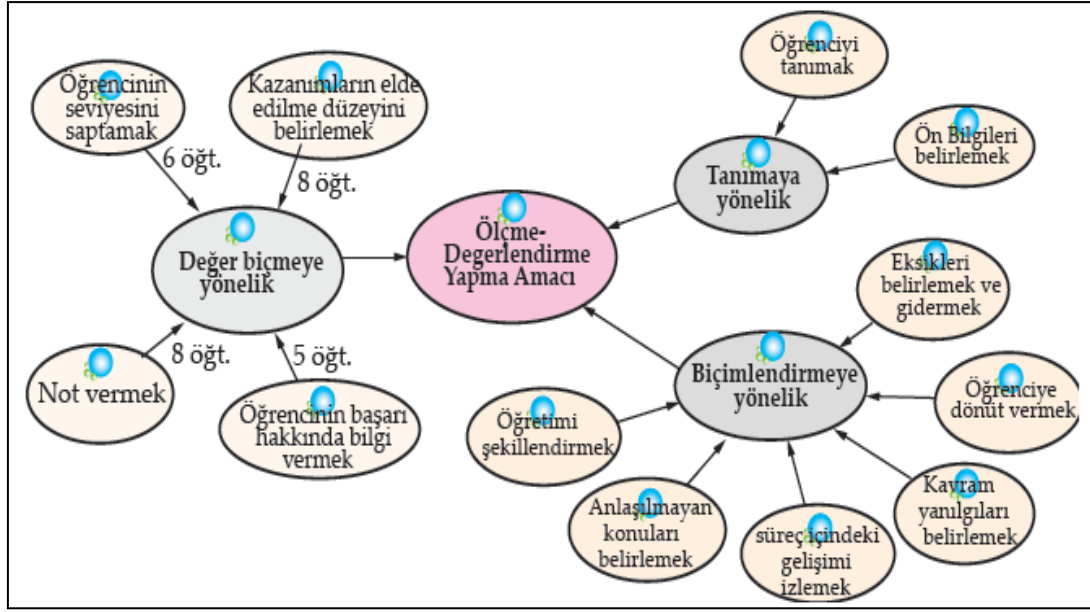 Öğrencinin
seviyesini
saptamak
Kazanımların elde
edilme düzeyini
belirlemek
6 öğt.
8 öğt.
Değer biçmeye
yönelik
Not vermek
8 öğt.
5 öğt.
Öğrencinin başarı
hakkında bilgi
vermek
Ölçme-
Degerlendirme
Yapma Amacı
Öğrenciyi
tanımak
Ön Bilgileri
belirlemek
Tanımaya
yönelik
Eksikleri
belirlemek ve
gidermek
Biçimlendirmeye
yönelik
Öğrenciye
dönüt vermek
Öğretimi
şekillendirmek
Anlaşılmayan
konuları
belirlemek
süreç içindeki
gelişimi
izlemek
Kavram
yanılgıları
belirlemek